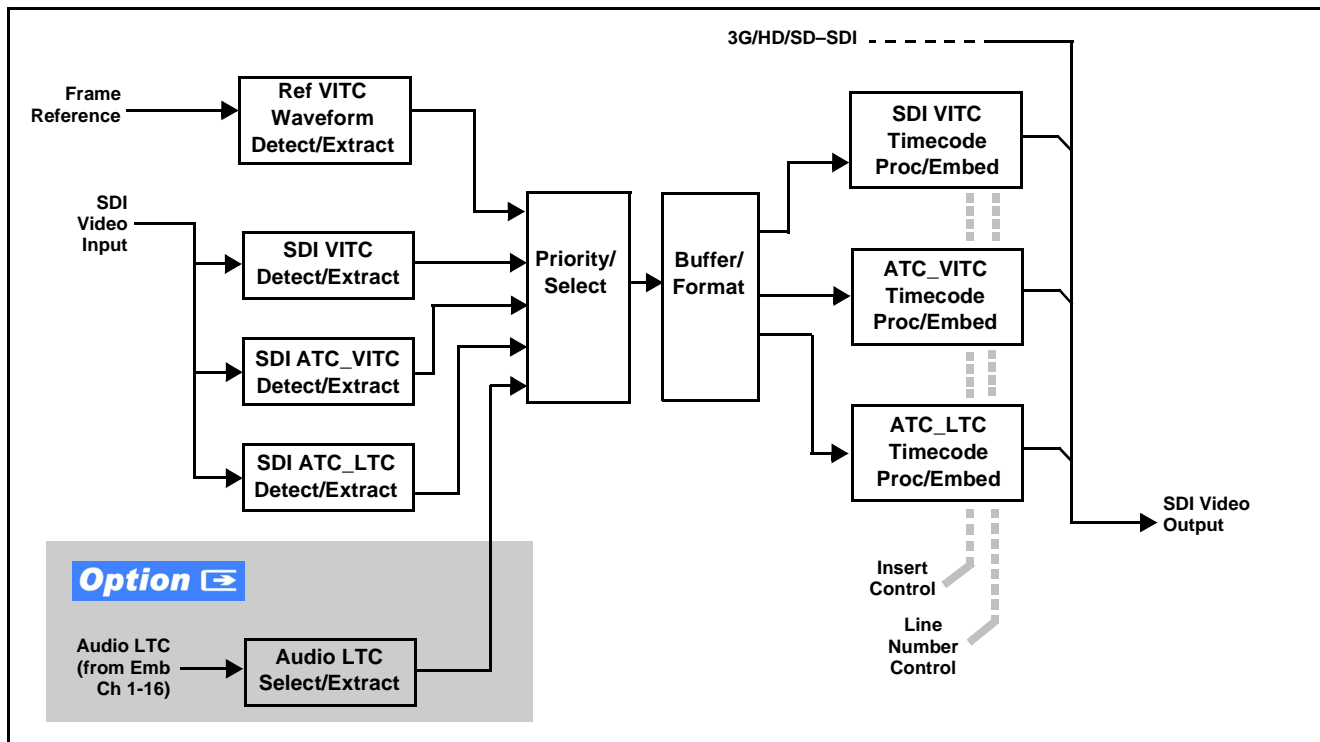 3G/HD/SD–SDI
Frame
Reference
Ref VITC
Waveform
Detect/Extract
SDI
Video
Input
SDI VITC
Detect/Extract
SDI ATC_VITC
Detect/Extract
SDI ATC_LTC
Detect/Extract
Priority/
Select
Buffer/
Format
SDI VITC
Timecode
Proc/Embed
ATC_VITC
Timecode
Proc/Embed
ATC_LTC
Timecode
Proc/Embed
SDI Video
Output
Insert
Control
Line
Number
Control
Option
Audio LTC
(from Emb
Ch 1-16)
Audio LTC
Select/Extract